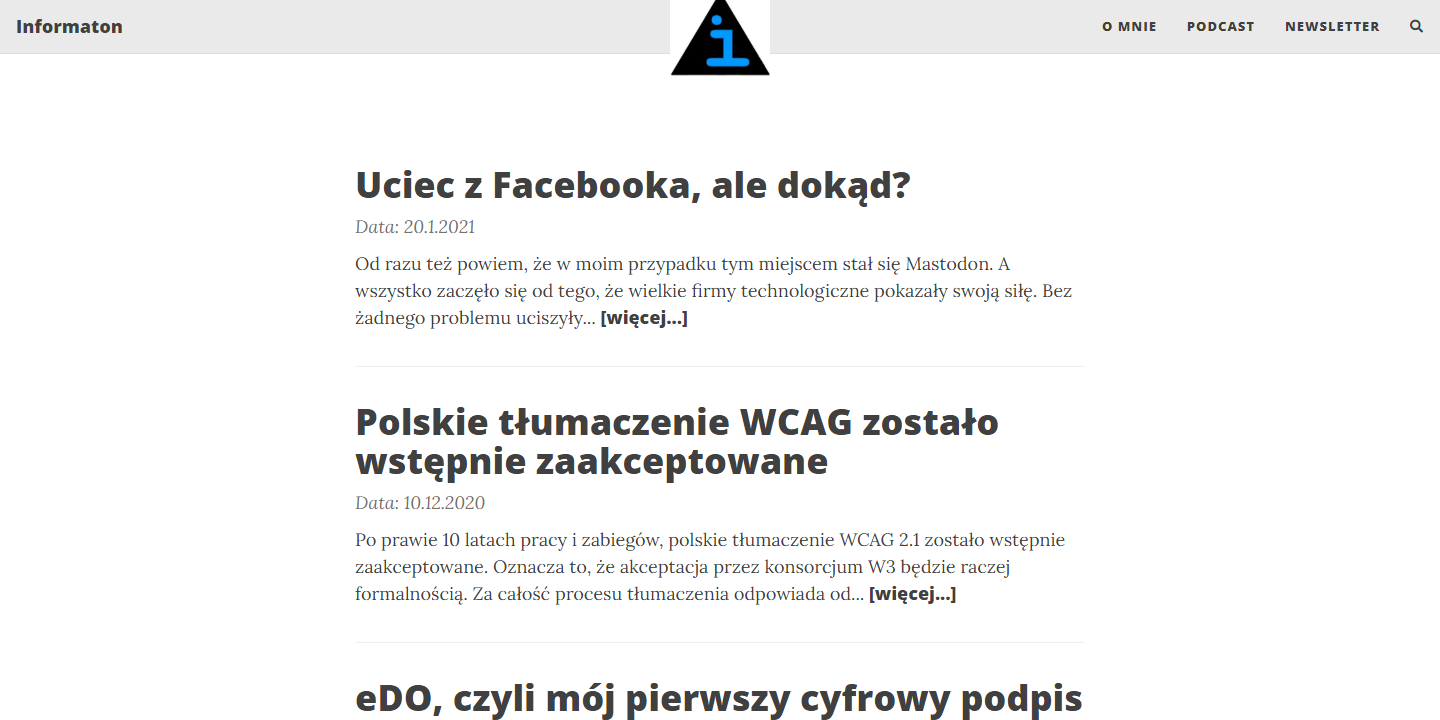 Informaton
i
O MNIE
PODCAST
NEWSLETTER
Uciec z Facebooka, ale dokąd?
Data: 20.1.2021
Od razu też powiem, że w moim przypadku tym miejscem stał się Mastodon. A
wszystko zaczęło się od tego, że wielkie firmy technologiczne pokazały swoją siłę. Bez
żadnego problemu uciszyły... [więcej...]
Polskie tłumaczenie WCAG zostało
wstępnie zaakceptowane
Data: 10.12.2020
Po prawie 10 latach pracy i zabiegów, polskie tłumaczenie WCAG 2.1 zostało wstępnie
zaakceptowane. Oznacza to, że akceptacja przez konsorcjum W3 będzie raczej
formalnością. Za całość procesu tłumaczenia odpowiada od... [więcej...]
eDO, czyli mój pierwszy cyfrowy podpis